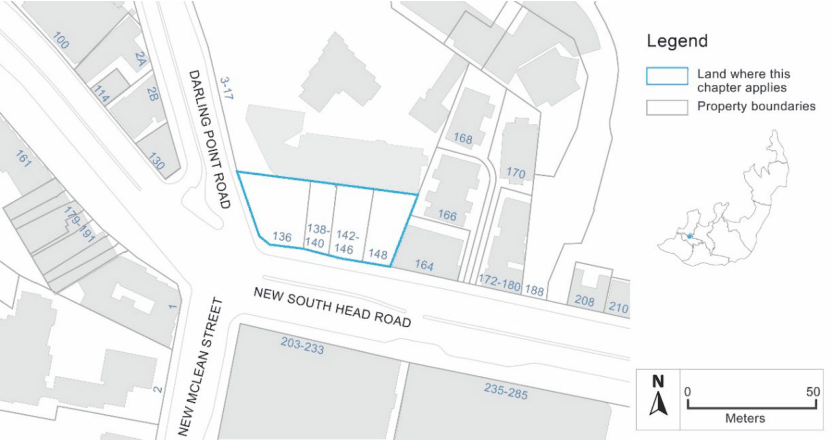 100
2A
114
2B
130
161
179-191
DARLING POINT ROAD
3-17
136
138-
140
142-
146
148
168
170
166
164
172-180
188
208
210
NEW SOUTH HEAD ROAD
1
2
NEW MCLEAN STREET
203-233
235-285
Legend
Land where this
chapter applies
Property boundaries
N
0
50
Meters